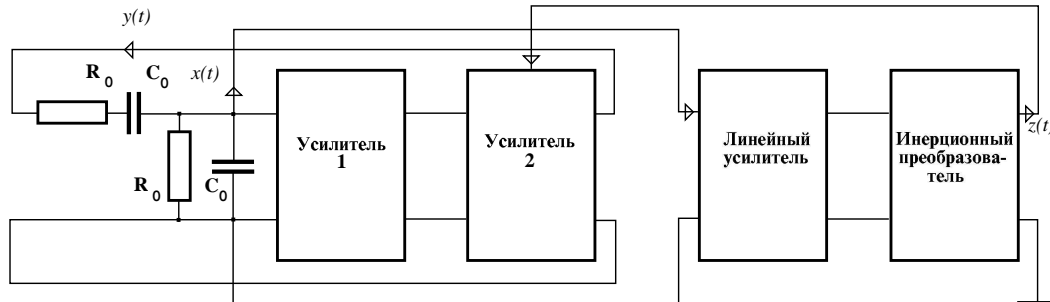 y(t)
R0 C0 x(t)
Усилитель
1
Усилитель
2
Линейный
усилитель
Инерционный
преобразова-
тель
z(t)
R0 C0